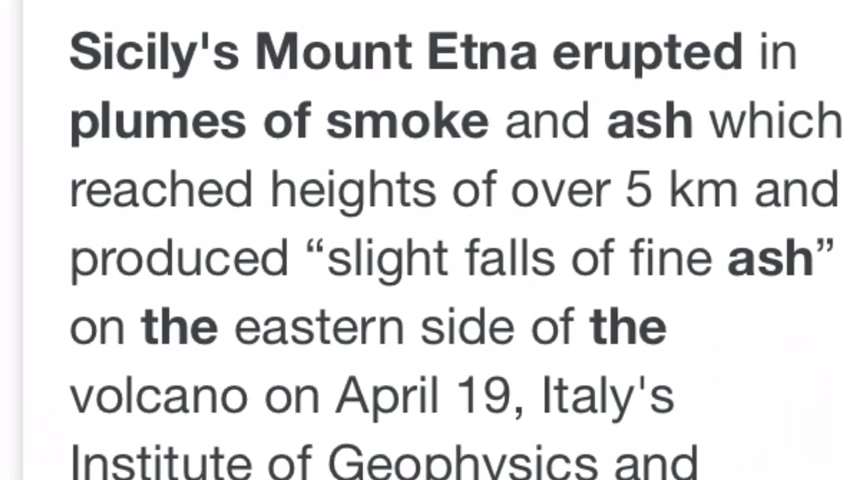 Sicily's Mount Etna erupted in
plumes of smoke and ash which
reached heights of over 5 km and
produced “slight falls of fine ash”
on the eastern side of the
volcano on April 19, Italy's
Institute of Geophysics and